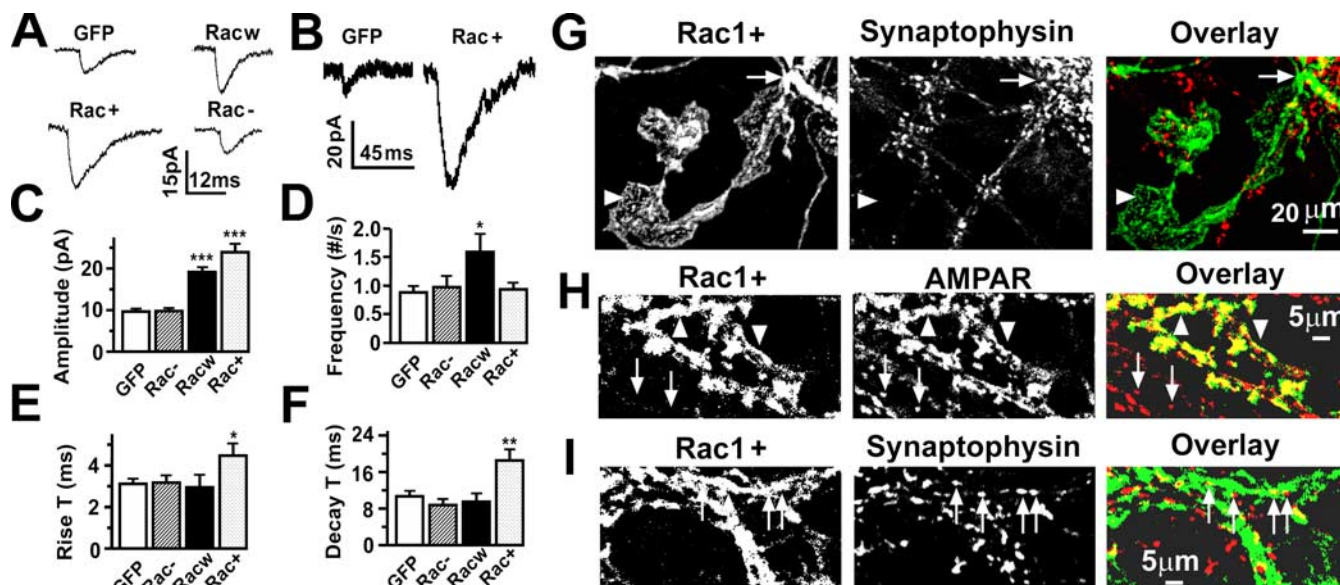 A
GFP
Racw
Rac+
Rac-
15pA
12ms
B
GFP
Rac+
20pA
45ms
C
Amplitude (pA)
20
10
0
***
***
GFP
Rac-
Racw
Rac+
D
Frequency (#/s)
2.0
1.5
1.0
0.5
0
*
GFP
Rac-
Racw
Rac+
E
Rise T (ms)
4
2
0
*
GFP
Rac-
Racw
Rac+
F
Decay T (ms)
24
16
8
0
**
GFP
Rac-
Racw
Rac+
G
Rac1+
Synaptophysin
Overlay
20 μm
H
Rac1+
AMPAR
Overlay
5μm
I
Rac1+
Synaptophysin
Overlay
5μm